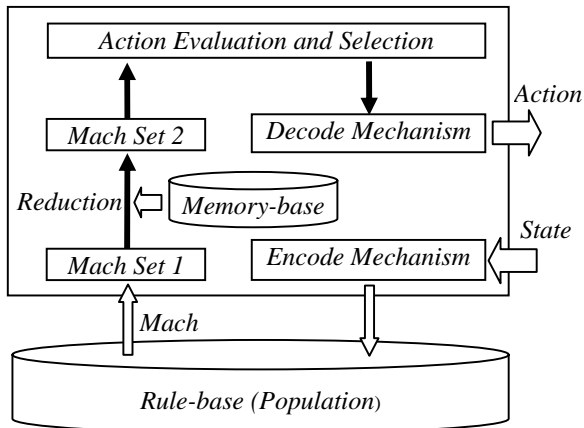 Action Evaluation and Selection
Action
Mach Set 2
Decode Mechanism
Reduction
Memory-base
State
Mach Set 1
Encode Mechanism
Mach
Rule-base (Population)